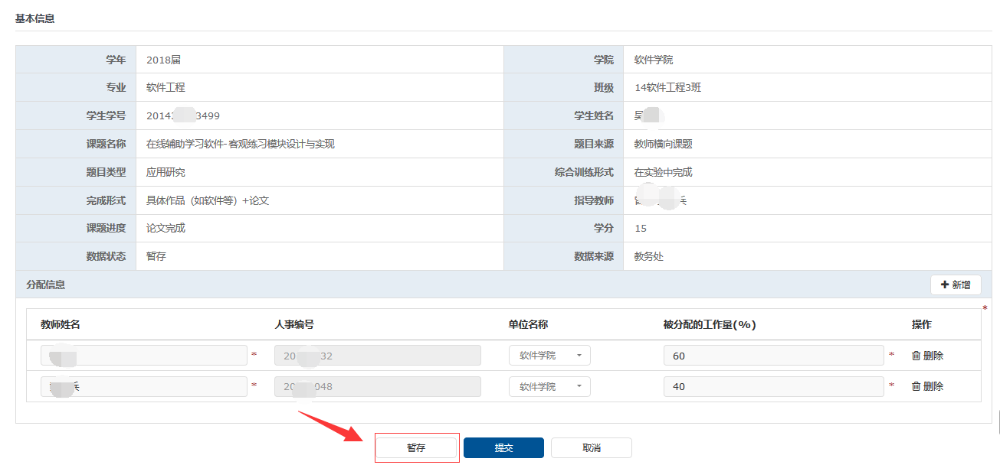 基本信息
学年 2018届 学院 软件学院
专业 软件工程 班级 14软件工程3班
学生学号 2014 3499 学生姓名 吴
课题名称 在线辅助学习软件-客观练习模块设计与实现 题目来源 教师横向课题
题目类型 应用研究 综合训练形式 在实验中完成
完成形式 具体作品（如软件等）+论文 指导教师
课题进度 论文完成 学分 15
数据状态 暂存 数据来源 教务处
分配信息 新增
*
教师姓名 人事编号 单位名称 被分配的工作量(%) 操作
* 20 32 软件学院 60 * 删除
* 20 048 软件学院 40 * 删除
暂存 提交 取消